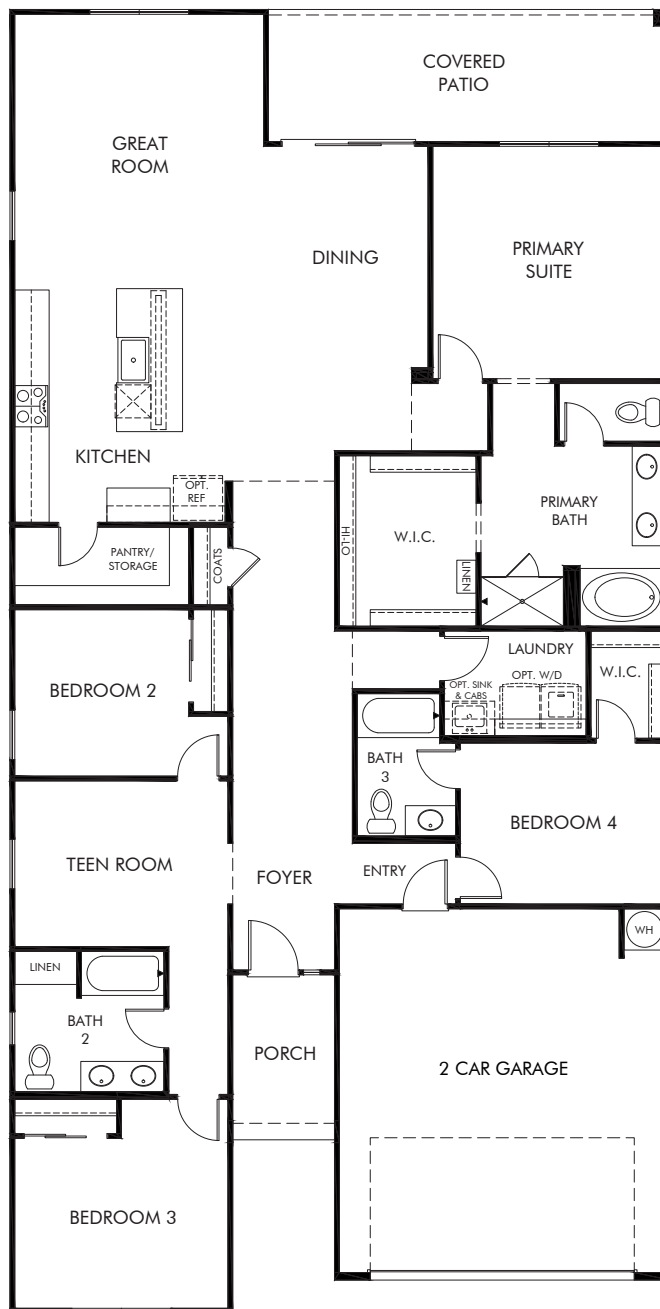 COVERED
PATIO
GREAT
ROOM
DINING
PRIMARY
SUITE
KITCHEN
OPT.
REF
PRIMARY
BATH
W.I.C.
HI-LO
LINEN
PANTRY/
STORAGE
COATS
LAUNDRY
OPT. W/D
OPT. SINK
& CABS
W.I.C.
BEDROOM 2
BATH
3
BEDROOM 4
TEEN ROOM
FOYER
ENTRY
WH
LINEN
BATH
2
PORCH
2 CAR GARAGE
BEDROOM 3